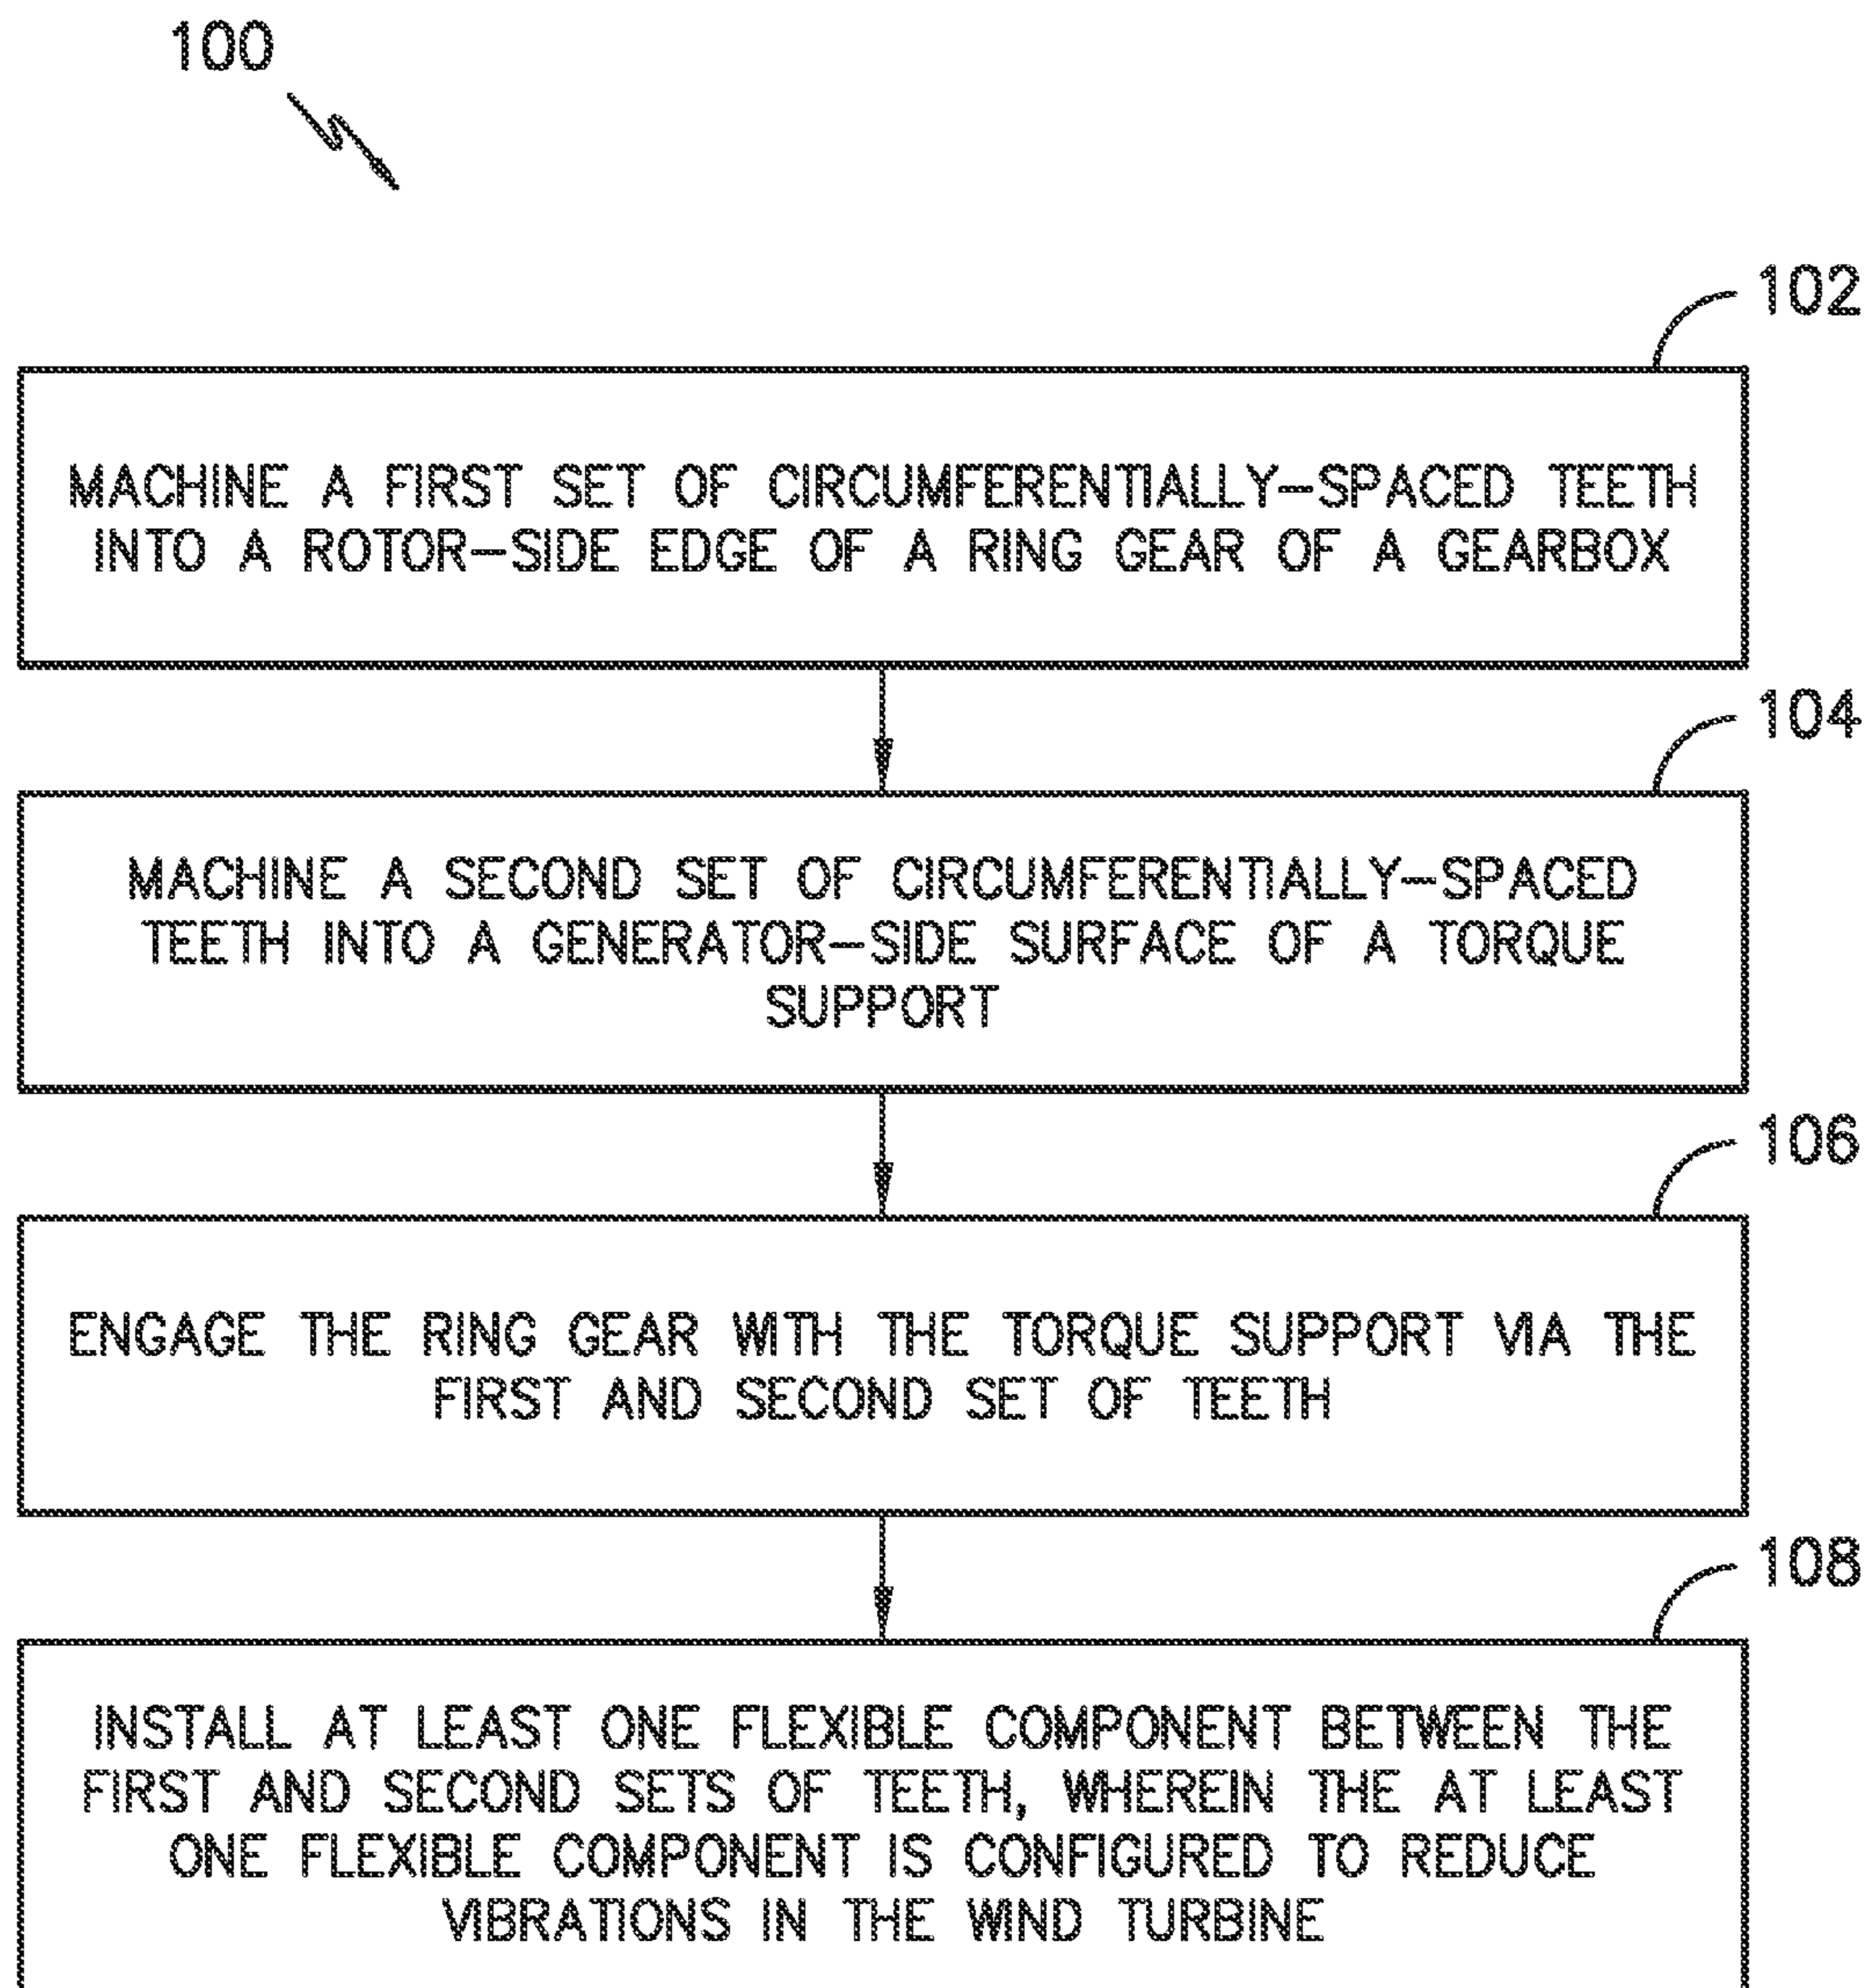 100
102
MACHINE A FIRST SET OF CIRCUMFERENTIALLY-SPACED TEETH
INTO A ROTOR-SIDE EDGE OF A RING GEAR OF A GEARBOX
104
MACHINE A SECOND SET OF CIRCUMFERENTIALLY-SPACED
TEETH INTO A GENERATOR-SIDE SURFACE OF A TORQUE
SUPPORT
106
ENGAGE THE RING GEAR WITH THE TORQUE SUPPORT VIA THE
FIRST AND SECOND SET OF TEETH
108
INSTALL AT LEAST ONE FLEXIBLE COMPONENT BETWEEN THE
FIRST AND SECOND SETS OF TEETH, WHEREIN THE AT LEAST
ONE FLEXIBLE COMPONENT IS CONFIGURED TO REDUCE
VIBRATIONS IN THE WIND TURBINE